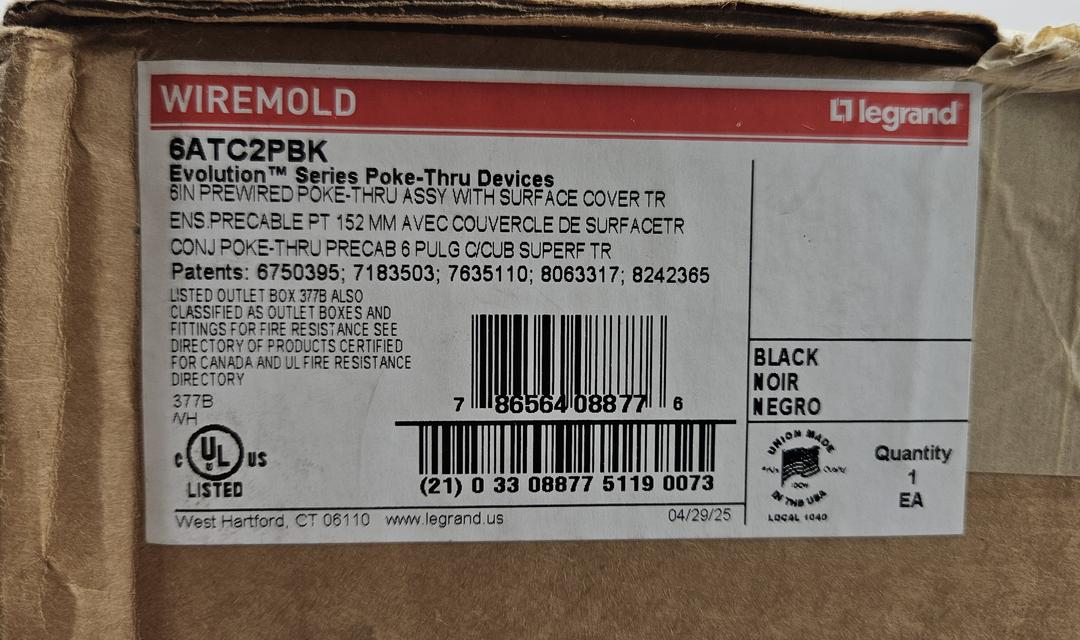 WIREMOLD
legrand
6ATC2PBK
Evolution™ Series Poke-Thru Devices
6IN PREWIRED POKE-THRU ASSY WITH SURFACE COVER TR
ENS.PRECABLE PT 152 MM AVEC COUVERCLE DE SURFACETR
CONJ POKE-THRU PRECAB 6 PULG C/CUB SUPERF TR
Patents: 6750395; 7183503; 7635110; 8063317; 8242365
LISTED OUTLET BOX 377B ALSO
CLASSIFIED AS OUTLET BOXES AND
FITTINGS FOR FIRE RESISTANCE SEE
DIRECTORY OF PRODUCTS CERTIFIED
FOR CANADA AND UL FIRE RESISTANCE
DIRECTORY
377B
C UL US
LISTED
7 86564 08877 6
(21) 0 33 08877 5119 0073
West Hartford, CT 06110 www.legrand.us
04/29/25
BLACK
NOIR
NEGRO
UNION MADE
IN THE USA
LOCAL 1040
Quantity
1
EA